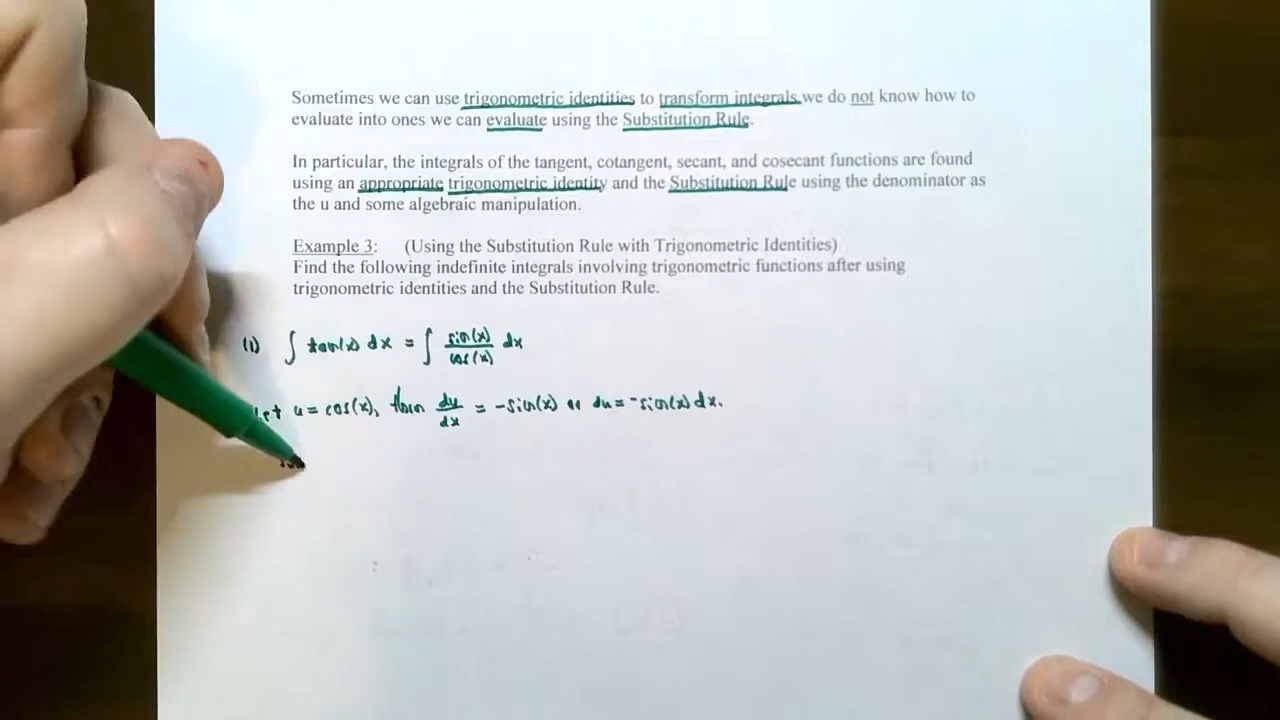 Sometimes we can use trigonometric identities to transform integrals we do not know how to
evaluate into ones we can evaluate using the Substitution Rule.
In particular, the integrals of the tangent, cotangent, secant, and cosecant functions are found
using an appropriate trigonometric identity and the Substitution Rule using the denominator as
the u and some algebraic manipulation.
Example 3: (Using the Substitution Rule with Trigonometric Identities)
Find the following indefinite integrals involving trigonometric functions after using
trigonometric identities and the Substitution Rule.
(1) ∫ tan(x) dx = ∫ sin(x)/cos(x) dx
Let u = cos(x), then du/dx = -sin(x) or du = -sin(x) dx.